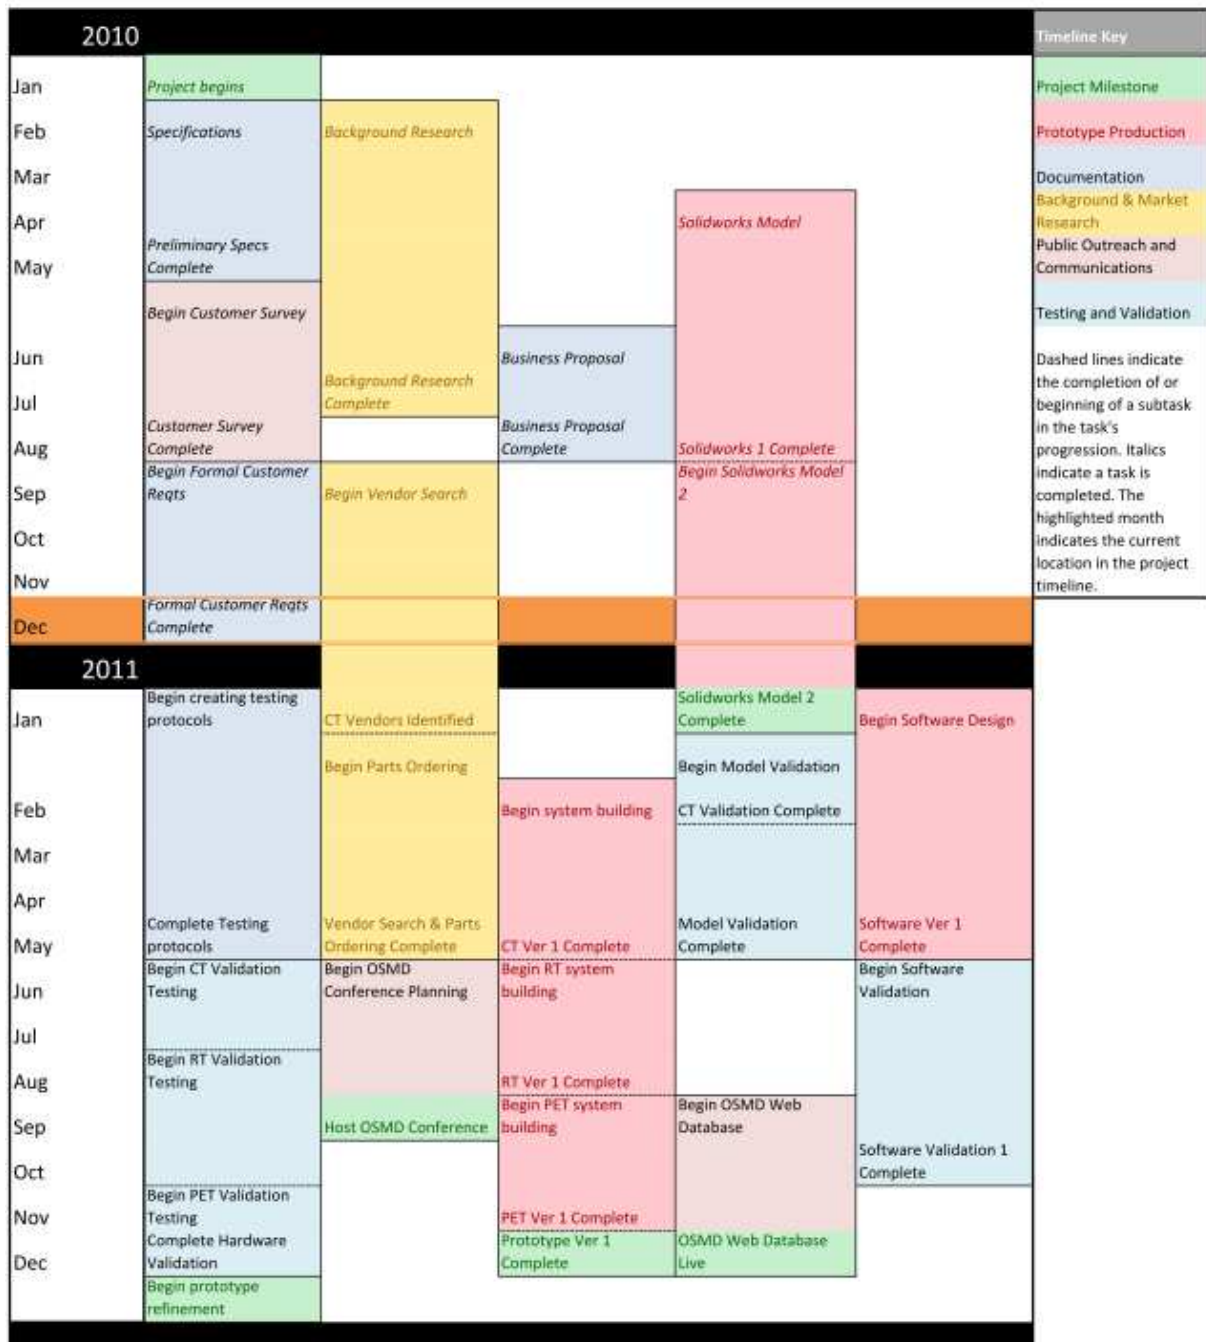 2010
Timeline Key
Jan
Project begins
Project Milestone
Feb
Specifications
Background Research
Prototype Production
Mar
Documentation
Apr
Solidworks Model
Background & Market
Research
Preliminary Specs
Complete
May
Public Outreach and
Communications
Begin Customer Survey
Testing and Validation
Jun
Business Proposal
Dashed lines indicate
the completion of or
beginning of a subtask
in the task's
progression. Italics
indicate a task is
completed. The
highlighted month
indicates the current
location in the project
timeline.
Background Research
Complete
Jul
Customer Survey
Complete
Business Proposal
Complete
Aug
Solidworks 1 Complete
Begin Formal Customer
Reqts
Begin Solidworks Model
2
Sep
Begin Vendor Search
Oct
Nov
Formal Customer Reqts
Complete
Dec
2011
Begin creating testing
protocols
Solidworks Model 2
Complete
Jan
CT Vendors Identified
Begin Software Design
Begin Parts Ordering
Begin Model Validation
Feb
Begin system building
CT Validation Complete
Mar
Apr
Complete Testing
protocols
Vendor Search & Parts
Ordering Complete
Model Validation
Complete
Software Ver 1
Complete
May
CT Ver 1 Complete
Begin CT Validation
Testing
Begin OSMD
Conference Planning
Begin RT system
building
Begin Software
Validation
Jun
Jul
Begin RT Validation
Testing
Aug
RT Ver 1 Complete
Begin PET system
building
Begin OSMD Web
Database
Sep
Host OSMD Conference
Software Validation 1
Complete
Oct
Begin PET Validation
Testing
Nov
PET Ver 1 Complete
Complete Hardware
Validation
Prototype Ver 1
Complete
OSMD Web Database
Live
Dec
Begin prototype
refinement